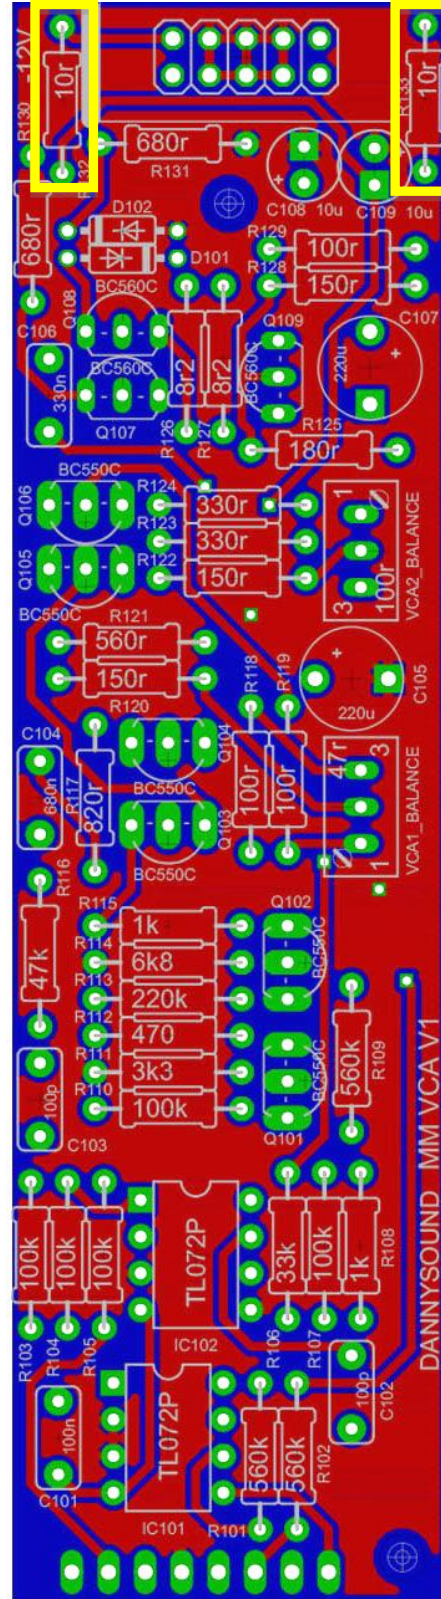 -12V
R130
10r
R133
10r
R132
680r
R131
C108
10u
C109
10u
680r
D102
D101
R129
100r
R128
150r
Q108
BC560C
Q109
BC560C
C107
220u
C106
330n
BC560C
Q107
8r2
8r2
R126
R127
R125
180r
BC550C
Q106
R124
330r
R123
330r
R122
150r
Q105
BC550C
1
3
100r
VCA2_BALANCE
R121
560r
150r
R120
R118
R119
C105
220u
C104
680n
R117
820r
Q104
BC550C
Q103
BC550C
100r
100r
47r
3
1
VCA1_BALANCE
R116
47k
R115
1k
R114
6k8
R113
220k
R112
470
R111
3k3
R110
100k
Q102
BC550C
BC550C
Q101
560k
R109
100p
C103
DANNYSOUND MM VCA V1
100k
100k
100k
R103
R104
R105
TL072P
IC102
33k
100k
1k
R108
R106
R107
100p
C102
100n
C101
TL072P
IC101
560k
560k
R101
R102